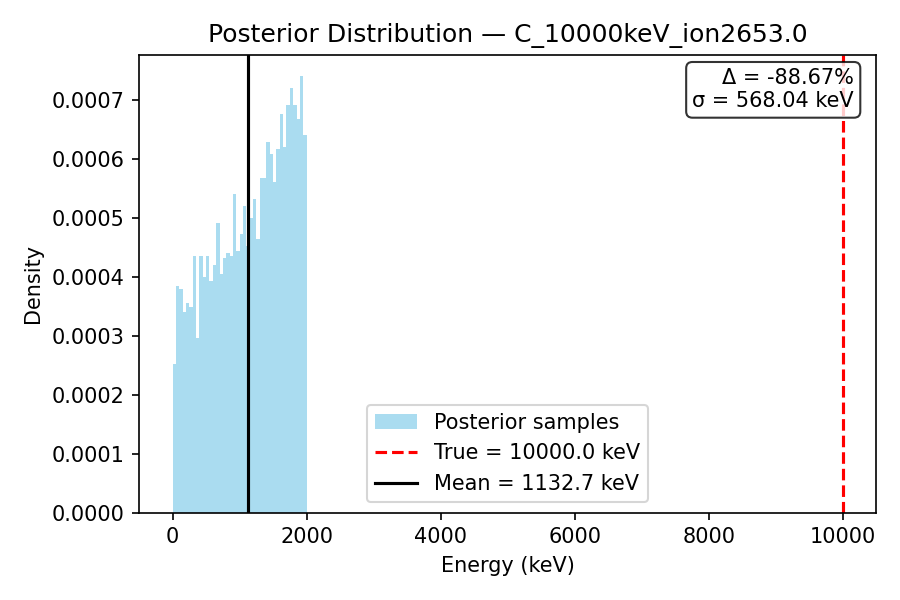 Posterior Distribution — C_10000keV_ion2653.0
Δ = -88.67%
σ = 568.04 keV
0.0007
0.0006
0.0005
0.0004
0.0003
0.0002
0.0001
0.0000
Density
Posterior samples
True = 10000.0 keV
Mean = 1132.7 keV
0 2000 4000 6000 8000 10000
Energy (keV)